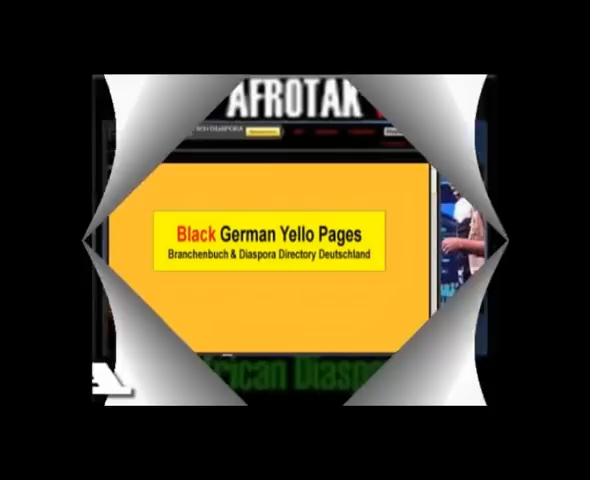 AFROTAK
Black German Yello Pages
Branchenbuch & Diaspora Directory Deutschland
African Diaspo
A